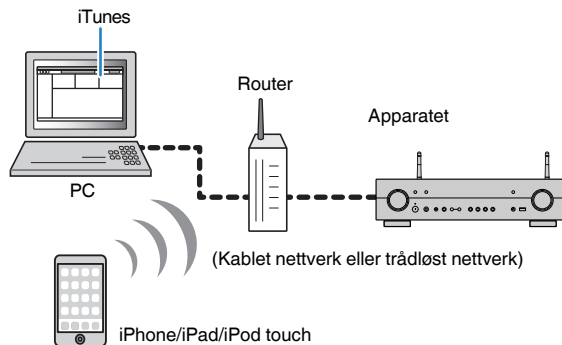 iTunes
Router
Apparatet
PC
(Kablet nettverk eller trådløst nettverk)
iPhone/iPad/iPod touch